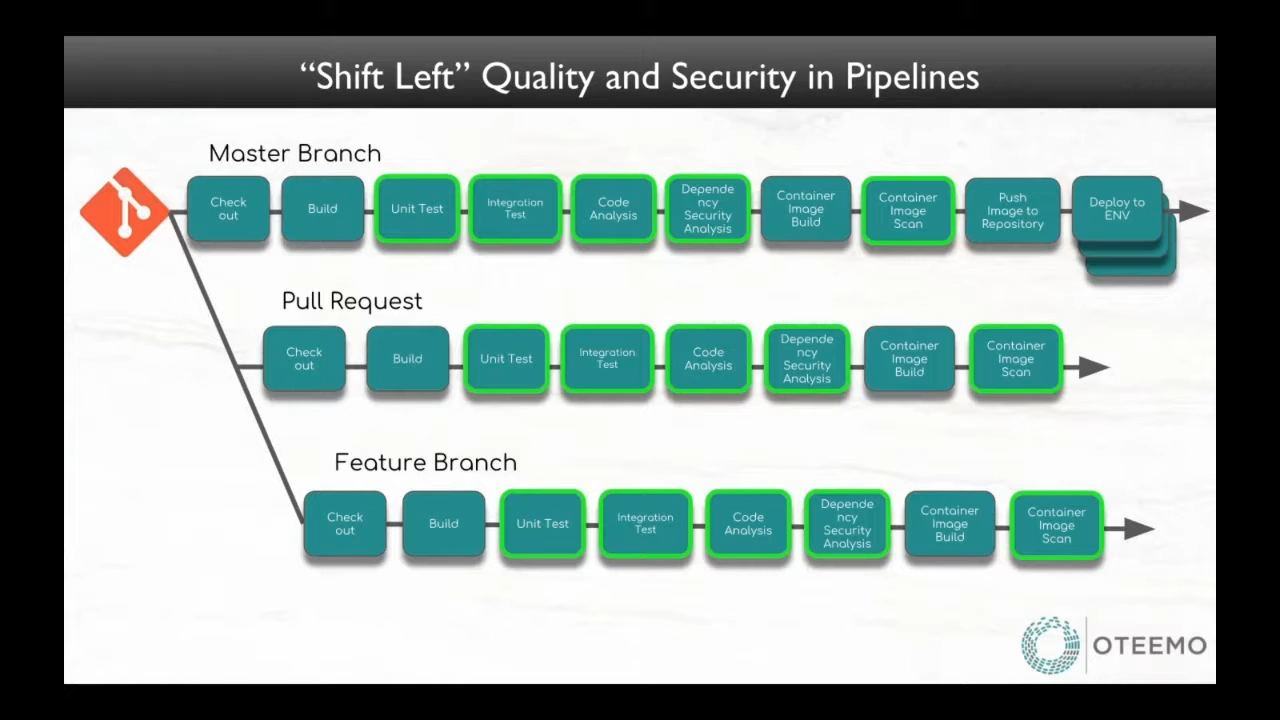 “Shift Left” Quality and Security in Pipelines
Master Branch
Check
out
Build
Unit Test
Integration
Test
Code
Analysis
Depende
ncy
Security
Analysis
Container
Image
Build
Container
Image
Scan
Push
Image to
Repository
Deploy to
ENV
Pull Request
Check
out
Build
Unit Test
Integration
Test
Code
Analysis
Depende
ncy
Security
Analysis
Container
Image
Build
Container
Image
Scan
Feature Branch
Check
out
Build
Unit Test
Integration
Test
Code
Analysis
Depende
ncy
Security
Analysis
Container
Image
Build
Container
Image
Scan
OTEEMO